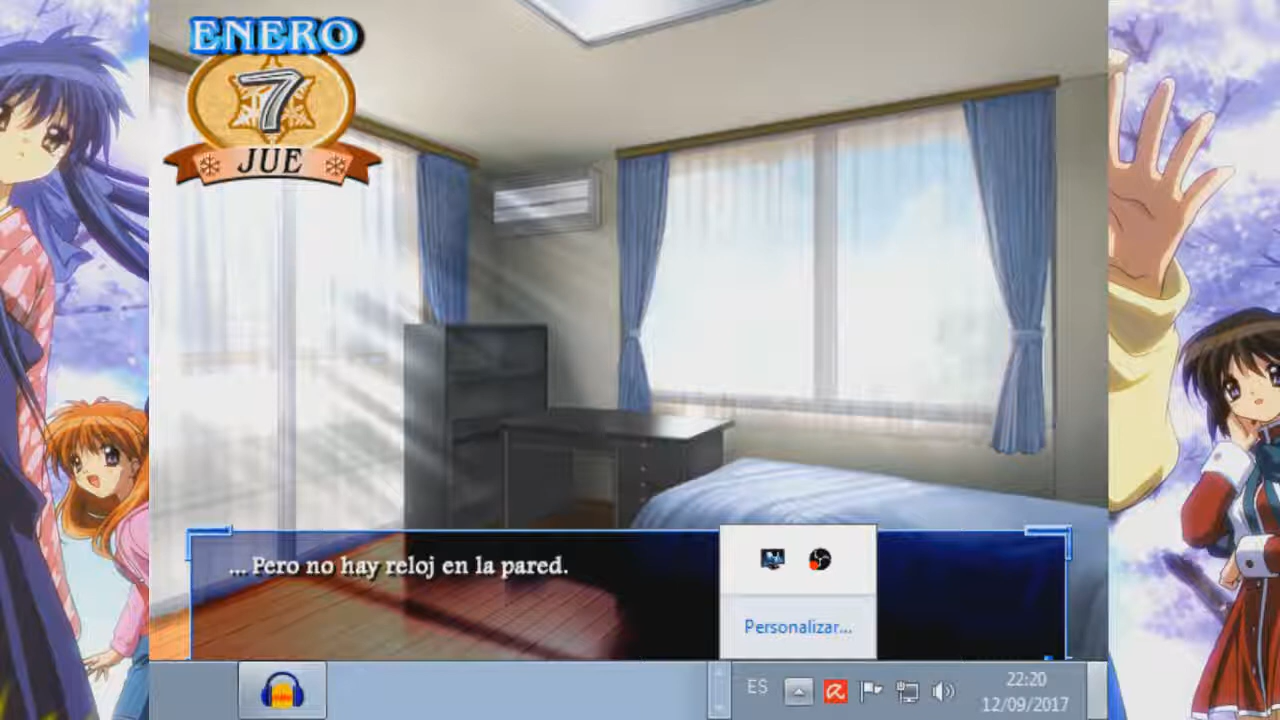 ENERO
7
JUE
... Pero no hay reloj en la pared.
Personalizar...
ES
22:20
12/09/2017